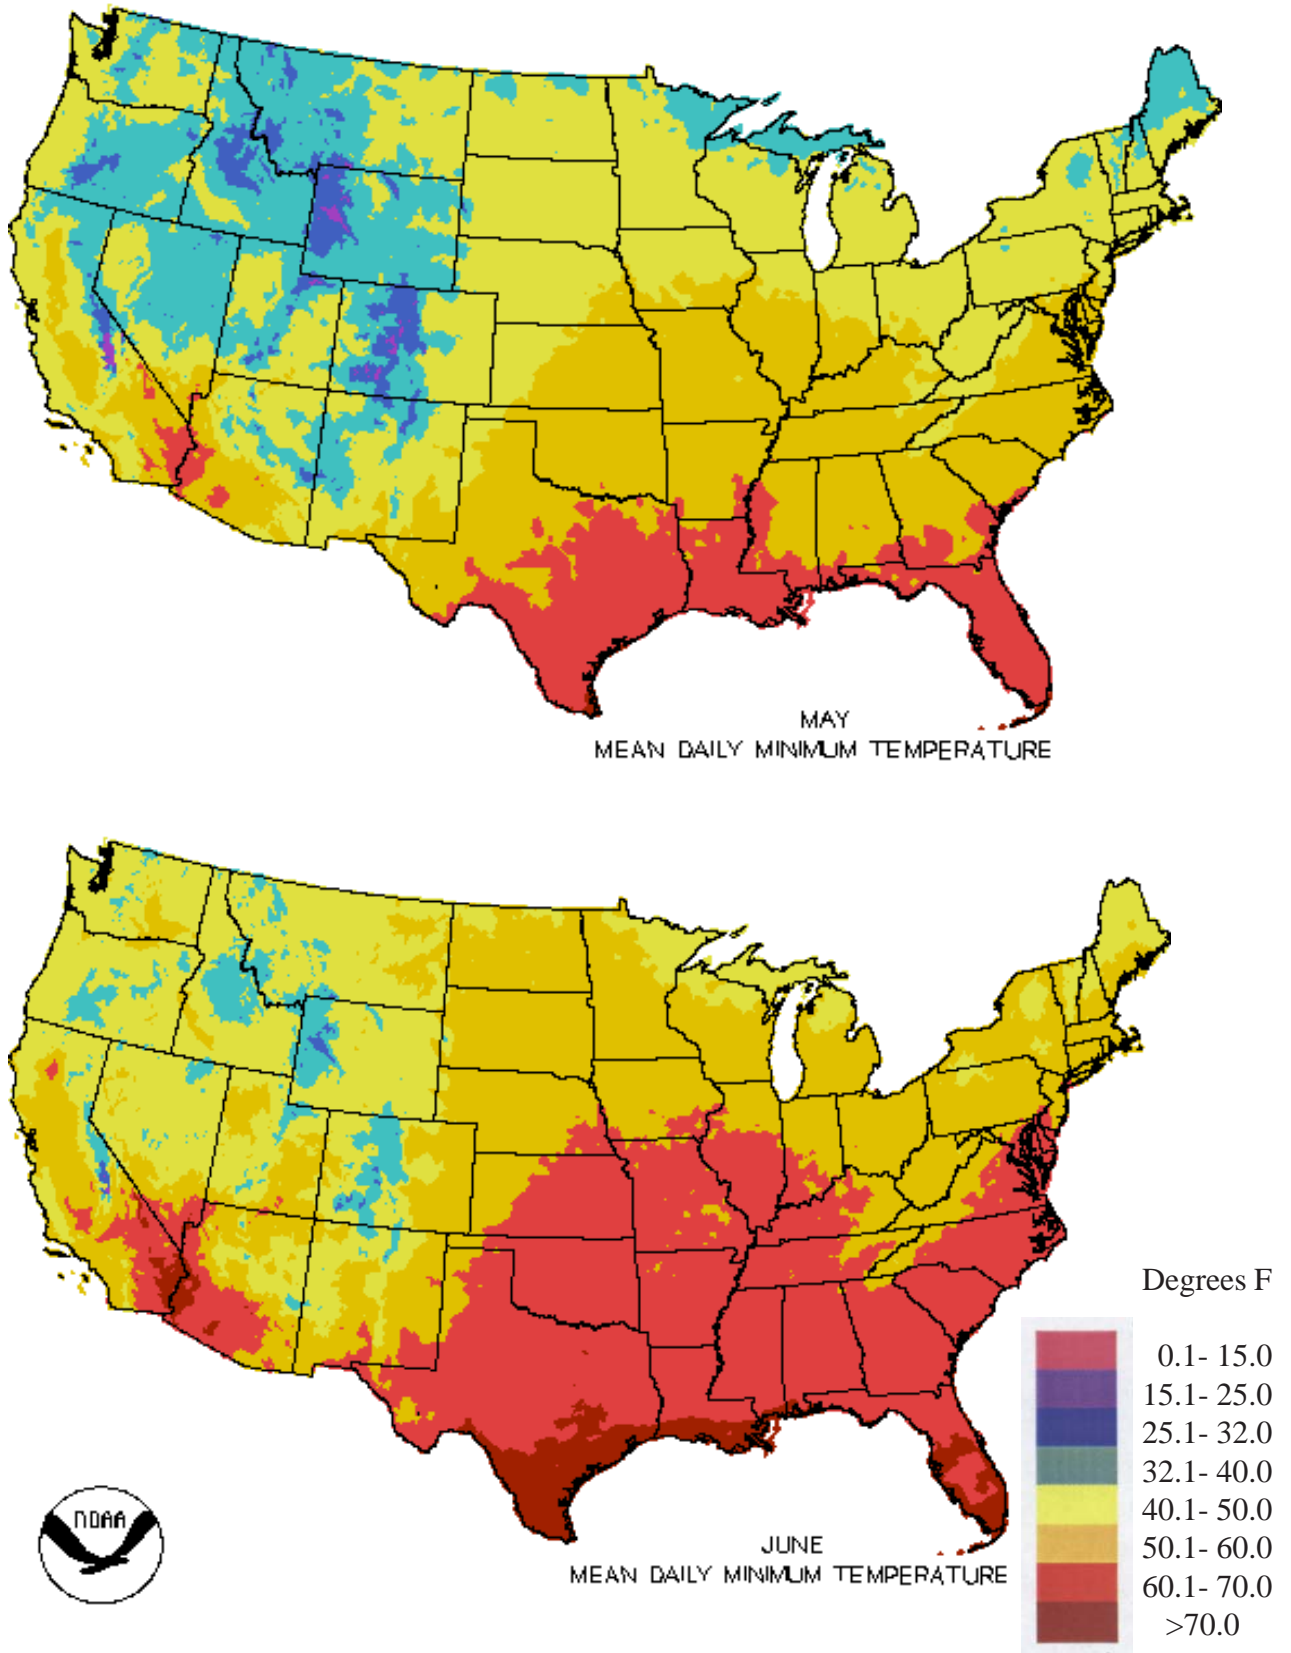 MAY
MEAN DAILY MINIMUM TEMPERATURE
Degrees F
0.1- 15.0
15.1- 25.0
25.1- 32.0
32.1- 40.0
40.1- 50.0
50.1- 60.0
60.1- 70.0
>70.0
NOAA
JUNE
MEAN DAILY MINIMUM TEMPERATURE